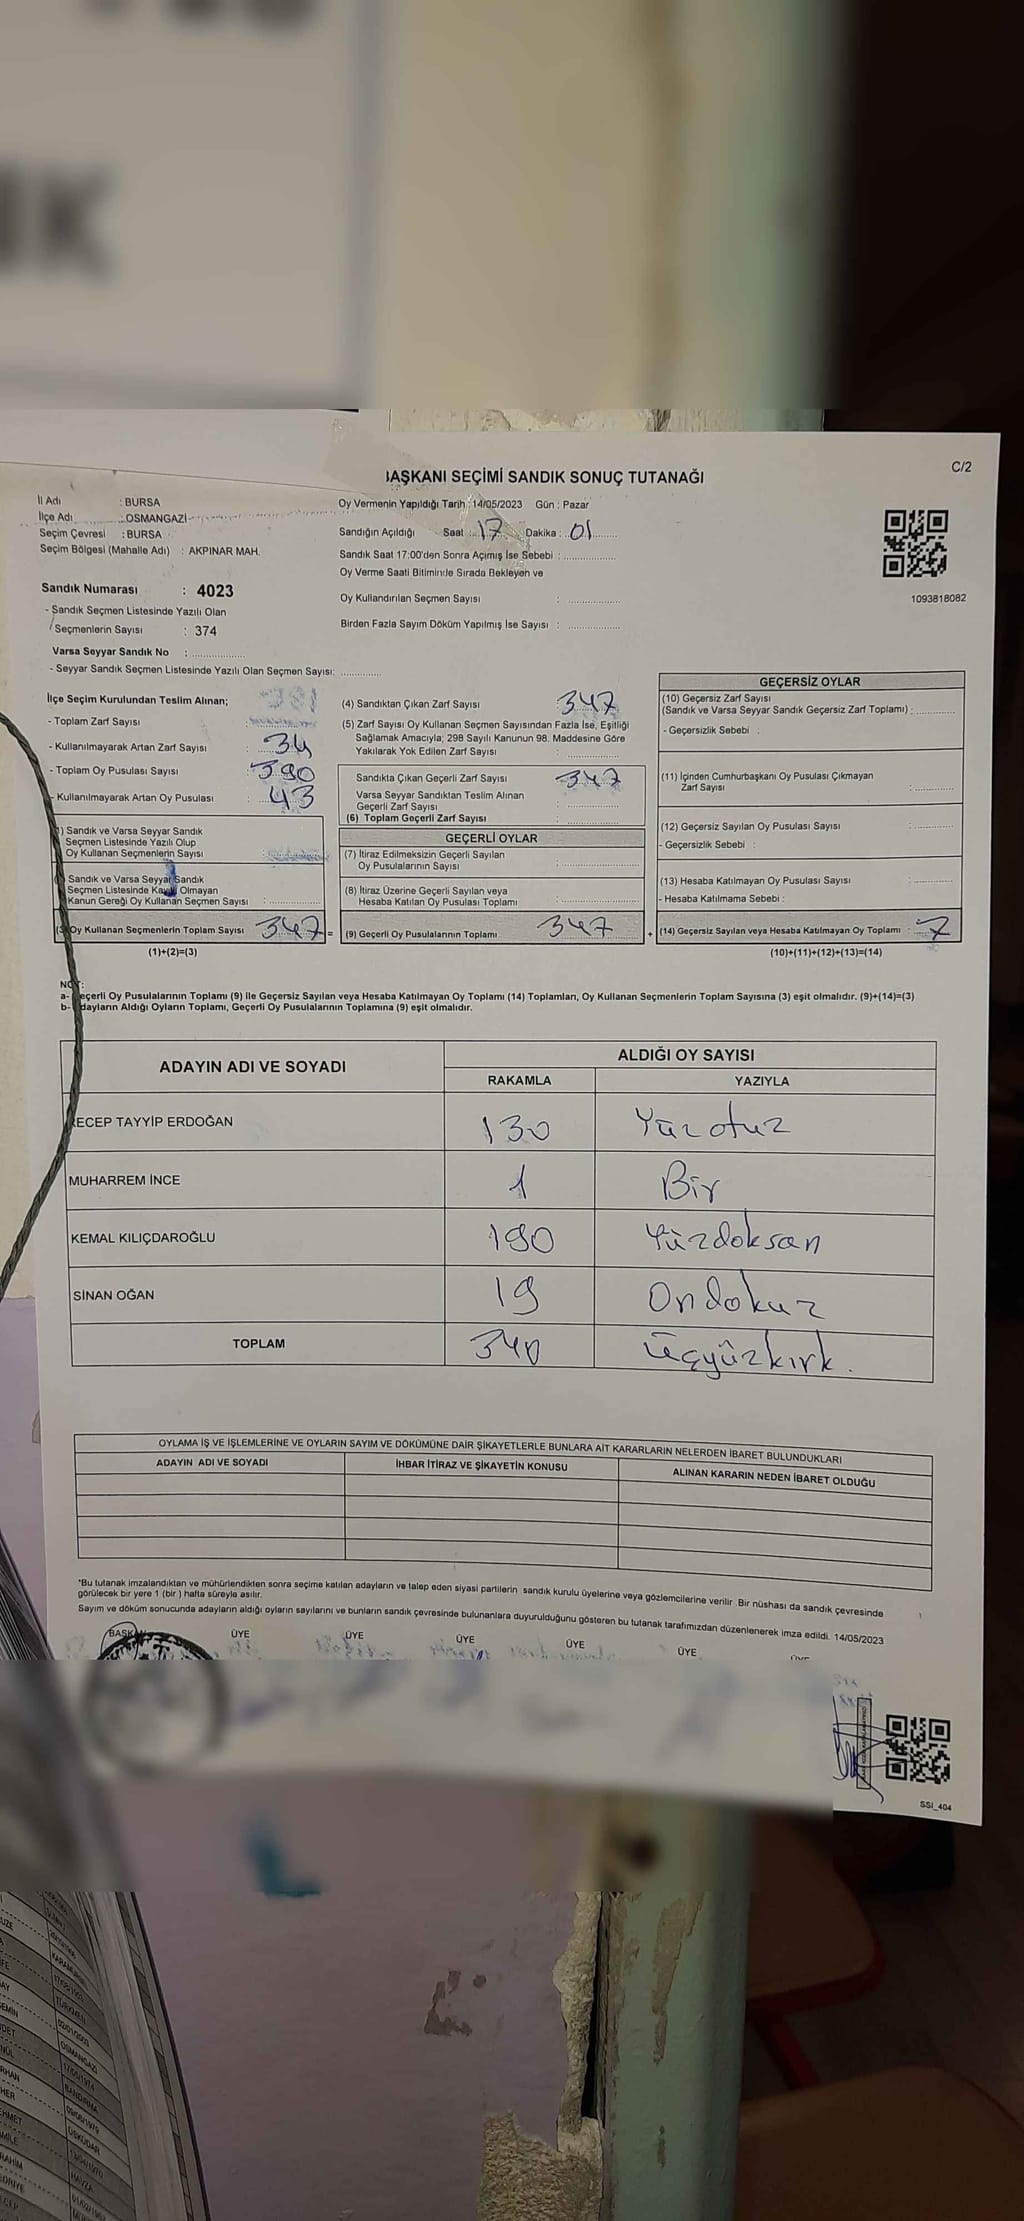 IK
BAŞKANI SEÇİMİ SANDIK SONUÇ TUTANAĞI
C/2
İl Adı : BURSA
İlçe Adı : OSMANGAZİ
Seçim Çevresi : BURSA
Seçim Bölgesi (Mahalle Adı) : AKPINAR MAH.
Oy Vermenin Yapıldığı Tarih : 14/05/2023 Gün : Pazar
Sandığın Açıldığı Saat : 17 Dakika : 01
Sandık Saat 17:00'den Sonra Açımış İse Sebebi :
Oy Verme Saati Bitiminde Sırada Bekleyen ve
Oy Kullandırılan Seçmen Sayısı :
Birden Fazla Sayım Döküm Yapılmış İse Sayısı :
1093818082
Sandık Numarası : 4023
- Sandık Seçmen Listesinde Yazılı Olan
Seçmenlerin Sayısı : 374
Varsa Seyyar Sandık No :
- Seyyar Sandık Seçmen Listesinde Yazılı Olan Seçmen Sayısı:
İlçe Seçim Kurulundan Teslim Alınan;
- Toplam Zarf Sayısı :
- Kullanılmayarak Artan Zarf Sayısı : 34
- Toplam Oy Pusulası Sayısı : 390
- Kullanılmayarak Artan Oy Pusulası : 43
) Sandık ve Varsa Seyyar Sandık
Seçmen Listesinde Yazılı Olup
Oy Kullanan Seçmenlerin Sayısı :
Sandık ve Varsa Seyyar Sandık
Seçmen Listesinde Kayıtlı Olmayan
Kanun Gereği Oy Kullanan Seçmen Sayısı :
(3) Oy Kullanan Seçmenlerin Toplam Sayısı 347 =
(1)+(2)=(3)
(4) Sandıktan Çıkan Zarf Sayısı : 347
(5) Zarf Sayısı Oy Kullanan Seçmen Sayısından Fazla İse, Eşitliği
Sağlamak Amacıyla; 298 Sayılı Kanunun 98. Maddesine Göre
Yakılarak Yok Edilen Zarf Sayısı :
Sandıkta Çıkan Geçerli Zarf Sayısı : 347
Varsa Seyyar Sandıktan Teslim Alınan
Geçerli Zarf Sayısı :
(6) Toplam Geçerli Zarf Sayısı :
GEÇERLİ OYLAR
(7) İtiraz Edilmeksizin Geçerli Sayılan
Oy Pusulalarının Sayısı :
(8) İtiraz Üzerine Geçerli Sayılan veya
Hesaba Katılan Oy Pusulası Toplamı :
(9) Geçerli Oy Pusulalarının Toplamı : 347 +
GEÇERSİZ OYLAR
(10) Geçersiz Zarf Sayısı
(Sandık ve Varsa Seyyar Sandık Geçersiz Zarf Toplamı) :
- Geçersizlik Sebebi :
(11) İçinden Cumhurbaşkanı Oy Pusulası Çıkmayan
Zarf Sayısı :
(12) Geçersiz Sayılan Oy Pusulası Sayısı :
- Geçersizlik Sebebi :
(13) Hesaba Katılmayan Oy Pusulası Sayısı :
- Hesaba Katılmama Sebebi :
(14) Geçersiz Sayılan veya Hesaba Katılmayan Oy Toplamı : 7
(10)+(11)+(12)+(13)=(14)
NOT:
a- Geçerli Oy Pusulalarının Toplamı (9) ile Geçersiz Sayılan veya Hesaba Katılmayan Oy Toplamı (14) Toplamları, Oy Kullanan Seçmenlerin Toplam Sayısına (3) eşit olmalıdır. (9)+(14)=(3)
b- Adayların Aldığı Oyların Toplamı, Geçerli Oy Pusulalarının Toplamına (9) eşit olmalıdır.
ADAYIN ADI VE SOYADI ALDIĞI OY SAYISI
RAKAMLA YAZIYLA
RECEP TAYYİP ERDOĞAN 130 Yüzotuz
MUHARREM İNCE 1 Bir
KEMAL KILIÇDAROĞLU 190 Yüzdoksan
SİNAN OĞAN 19 Ondokuz
TOPLAM 340 Üçyüzkırk.
OYLAMA İŞ VE İŞLEMLERİNE VE OYLARIN SAYIM VE DÖKÜMÜNE DAİR ŞİKAYETLERLE BUNLARA AİT KARARLARIN NELERDEN İBARET BULUNDUKLARI
ADAYIN ADI VE SOYADI İHBAR İTİRAZ VE ŞİKAYETİN KONUSU ALINAN KARARIN NEDEN İBARET OLDUĞU
*Bu tutanak imzalandıktan ve mühürlendikten sonra seçime katılan adayların ve talep eden siyasi partilerin sandık kurulu üyelerine veya gözlemcilerine verilir. Bir nüshası da sandık çevresinde
görülecek bir yere 1 (bir) hafta süreyle asılır.
Sayım ve döküm sonucunda adayların aldığı oyların sayılarını ve bunların sandık çevresinde bulunanlara duyurulduğunu gösteren bu tutanak tarafımızdan düzenlenerek imza edildi. 14/05/2023
BAŞKAN ÜYE ÜYE ÜYE ÜYE ÜYE ÜYE
SSI_404